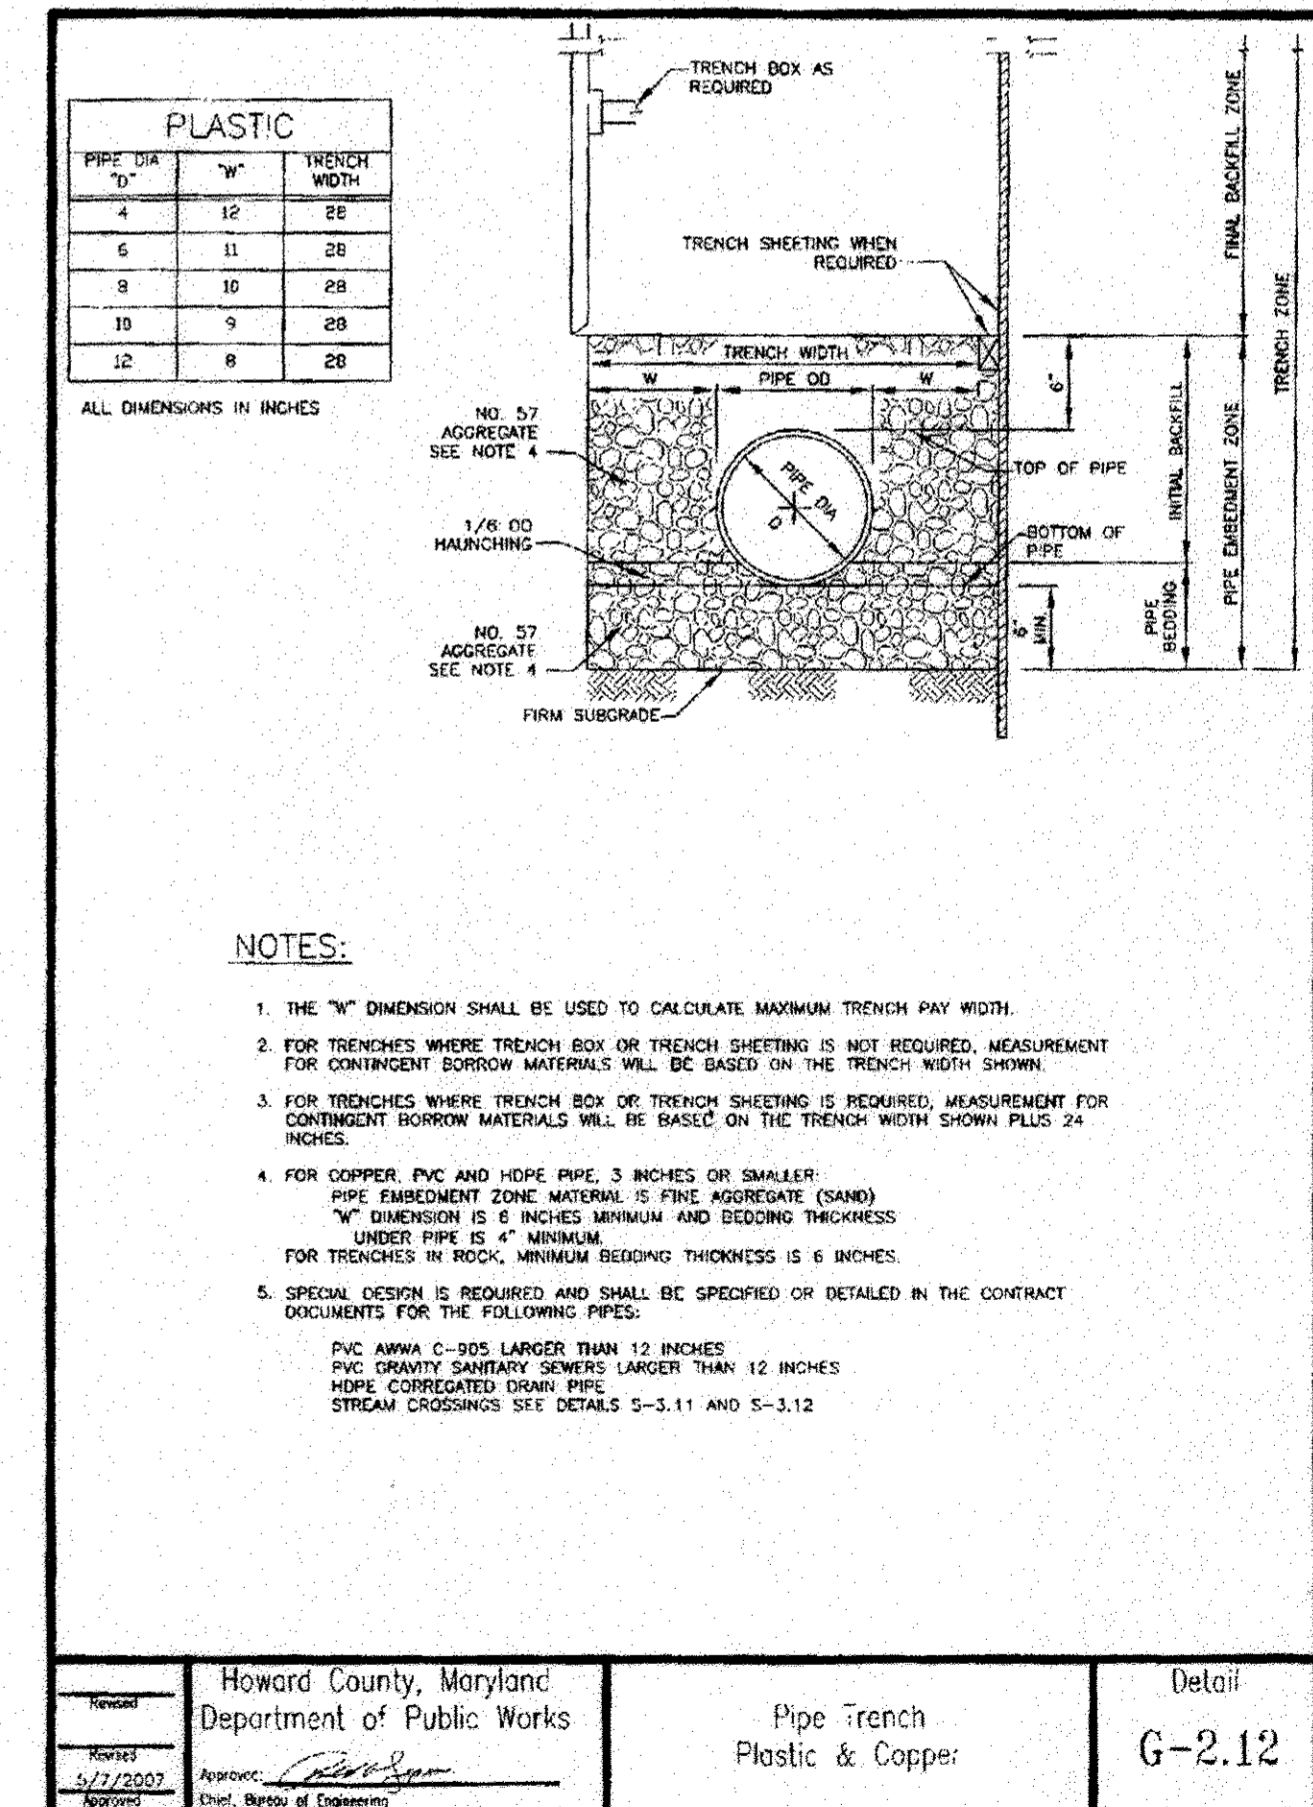 TRENCH BOX AS
REQUIRED
PLASTIC
PIPE DIA "D" "W" TRENCH WIDTH
4 12 28
6 11 28
8 10 28
10 9 28
12 8 28
ALL DIMENSIONS IN INCHES
TRENCH SHEETING WHEN
REQUIRED
FINAL BACKFILL ZONE
TRENCH ZONE
TRENCH WIDTH
W PIPE OD W
6"
INITIAL BACKFILL
PIPE EMBEDMENT ZONE
NO. 57
AGGREGATE
SEE NOTE 4
TOP OF PIPE
PIPE DIA
D
1/6 OD
HAUNCHING
BOTTOM OF
PIPE
NO. 57
AGGREGATE
SEE NOTE 4
6"
MIN.
PIPE
BEDDING
FIRM SUBGRADE
NOTES:
1. THE "W" DIMENSION SHALL BE USED TO CALCULATE MAXIMUM TRENCH PAY WIDTH.
2. FOR TRENCHES WHERE TRENCH BOX OR TRENCH SHEETING IS NOT REQUIRED, MEASUREMENT
FOR CONTINGENT BORROW MATERIALS WILL BE BASED ON THE TRENCH WIDTH SHOWN.
3. FOR TRENCHES WHERE TRENCH BOX OR TRENCH SHEETING IS REQUIRED, MEASUREMENT FOR
CONTINGENT BORROW MATERIALS WILL BE BASED ON THE TRENCH WIDTH SHOWN PLUS 24
INCHES.
4. FOR COPPER, PVC AND HDPE PIPE, 3 INCHES OR SMALLER:
PIPE EMBEDMENT ZONE MATERIAL IS FINE AGGREGATE (SAND)
"W" DIMENSION IS 6 INCHES MINIMUM AND BEDDING THICKNESS
UNDER PIPE IS 4" MINIMUM.
FOR TRENCHES IN ROCK, MINIMUM BEDDING THICKNESS IS 6 INCHES.
5. SPECIAL DESIGN IS REQUIRED AND SHALL BE SPECIFIED OR DETAILED IN THE CONTRACT
DOCUMENTS FOR THE FOLLOWING PIPES:
PVC AWWA C-905 LARGER THAN 12 INCHES
PVC GRAVITY SANITARY SEWERS LARGER THAN 12 INCHES
HDPE CORREGATED DRAIN PIPE
STREAM CROSSINGS SEE DETAILS S-3.11 AND S-3.12
Revised
Revised
5/7/2007
Approved
Howard County, Maryland
Department of Public Works
Approved:
Chief, Bureau of Engineering
Pipe Trench
Plastic & Copper
Detail
G-2.12